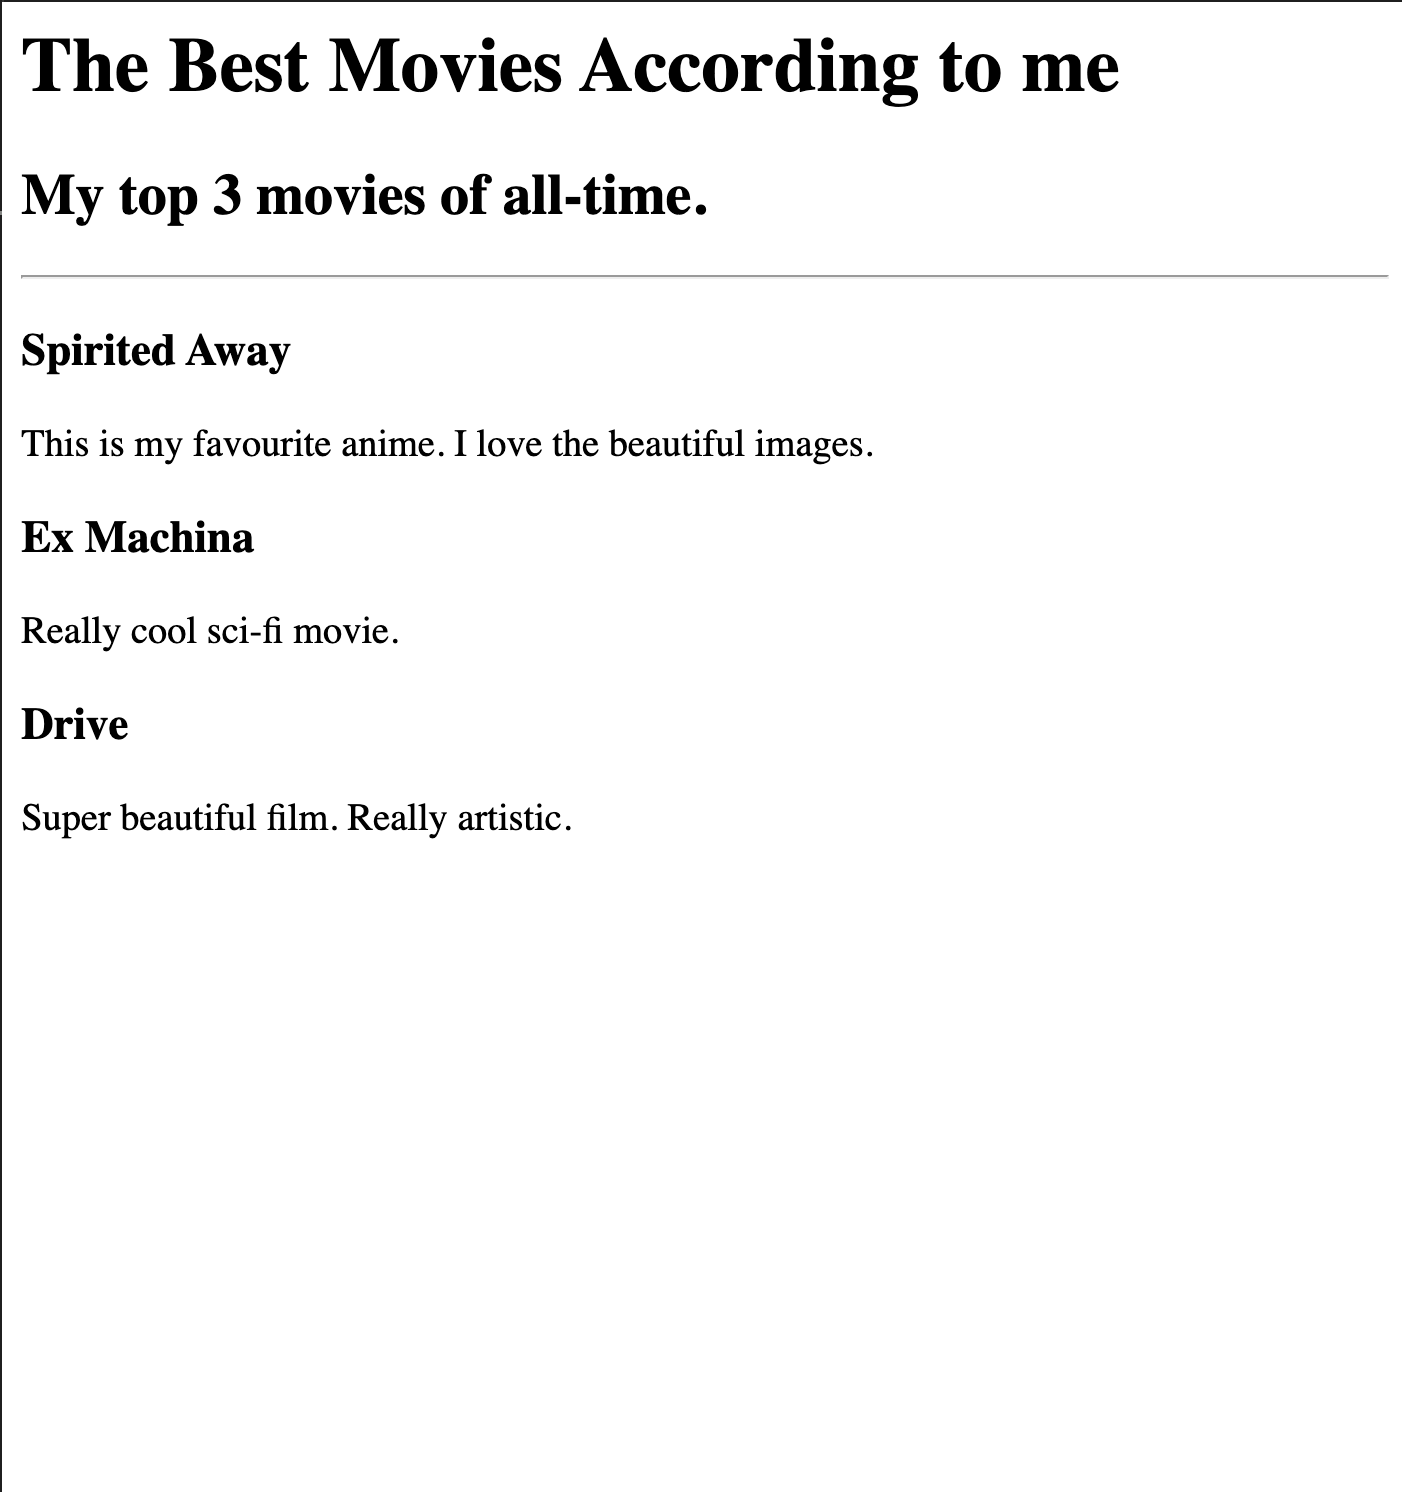 The Best Movies According to me
My top 3 movies of all-time.
Spirited Away
This is my favourite anime. I love the beautiful images.
Ex Machina
Really cool sci-fi movie.
Drive
Super beautiful film. Really artistic.